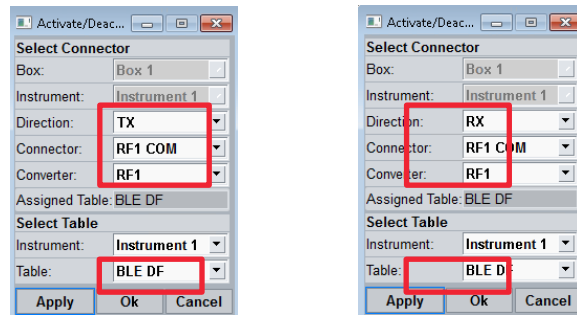 Activate/Deac...
Select Connector
Box: Box 1
Instrument: Instrument 1
Direction: TX
Connector: RF1 COM
Converter: RF1
Assigned Table: BLE DF
Select Table
Instrument: Instrument 1
Table: BLE DF
Apply Ok Cancel
Activate/Deac...
Select Connector
Box: Box 1
Instrument: Instrument 1
Direction: RX
Connector: RF1 COM
Converter: RF1
Assigned Table: BLE DF
Select Table
Instrument: Instrument 1
Table: BLE DF
Apply Ok Cancel